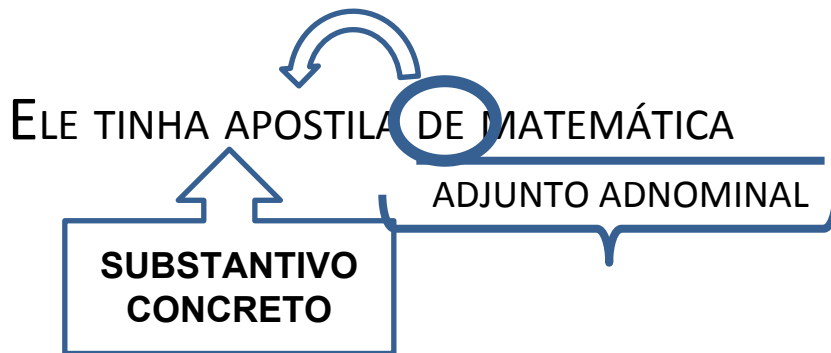 ELE TINHA APOSTILA DE MATEMÁTICA
ADJUNTO ADNOMINAL
SUBSTANTIVO
CONCRETO